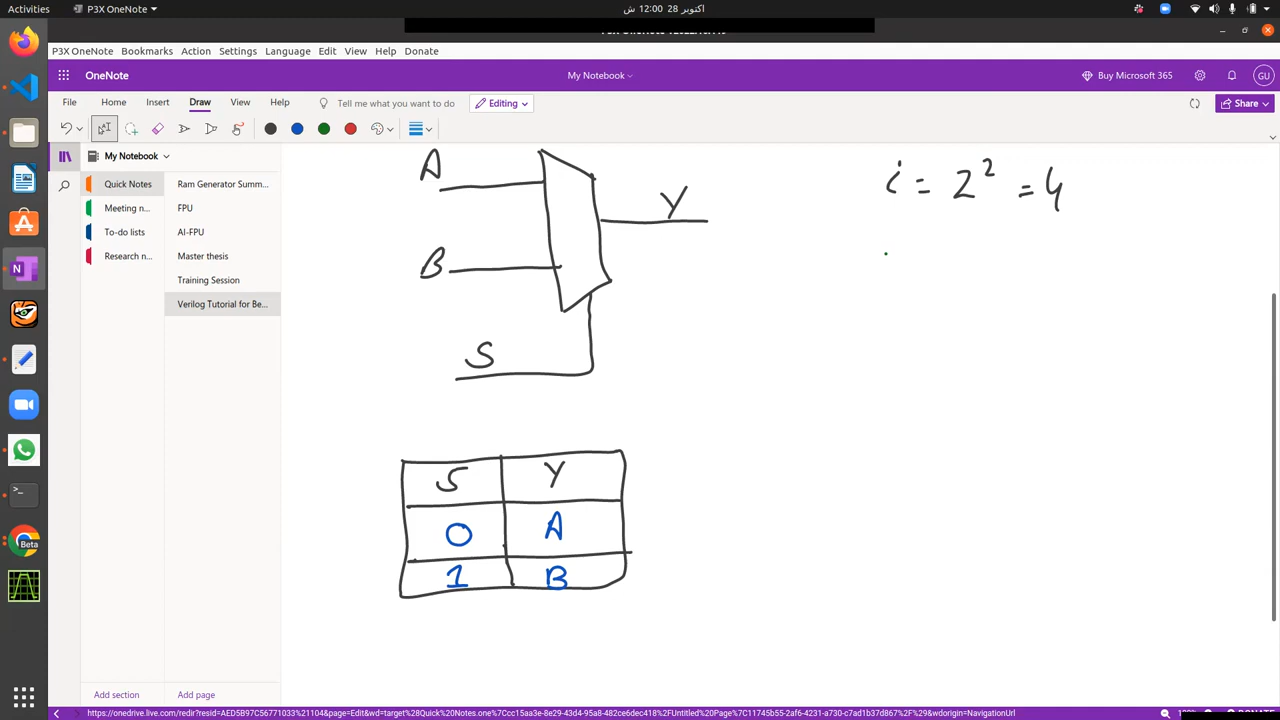 Activities P3X OneNote 12:00 28 أكتوبر ش
P3X OneNote Bookmarks Action Settings Language Edit View Help Donate
OneNote My Notebook Buy Microsoft 365 GU
File Home Insert Draw View Help Tell me what you want to do Editing Share
My Notebook
Quick Notes
Meeting n...
To-do lists
Research n...
Ram Generator Summ...
FPU
AI-FPU
Master thesis
Training Session
Verilog Tutorial for Be...
A
Y
B
S
i = 2² = 4
S Y
0 A
1 B
Add section Add page